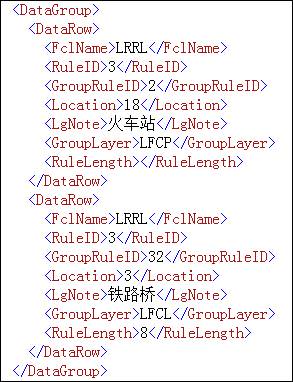 <DataGroup>
<DataRow>
<FclName>LRRL</FclName>
<RuleID>3</RuleID>
<GroupRuleID>2</GroupRuleID>
<Location>18</Location>
<LgNote>火车站</LgNote>
<GroupLayer>LFCP</GroupLayer>
<RuleLength></RuleLength>
</DataRow>
<DataRow>
<FclName>LRRL</FclName>
<RuleID>3</RuleID>
<GroupRuleID>32</GroupRuleID>
<Location>3</Location>
<LgNote>铁路桥</LgNote>
<GroupLayer>LFCL</GroupLayer>
<RuleLength>8</RuleLength>
</DataRow>
</DataGroup>